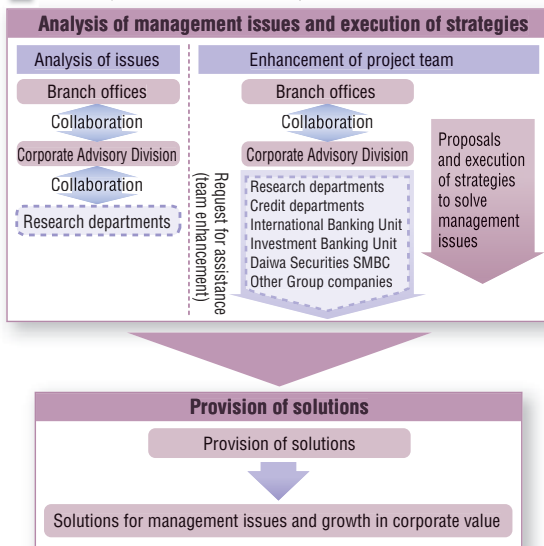 Analysis of management issues and execution of strategies
Analysis of issues
Branch offices
Collaboration
Corporate Advisory Division
Collaboration
Research departments
Enhancement of project team
Branch offices
Collaboration
Corporate Advisory Division
Request for assistance
(team enhancement)
Research departments
Credit departments
International Banking Unit
Investment Banking Unit
Daiwa Securities SMBC
Other Group companies
Proposals
and execution
of strategies
to solve
management
issues
Provision of solutions
Provision of solutions
Solutions for management issues and growth in corporate value